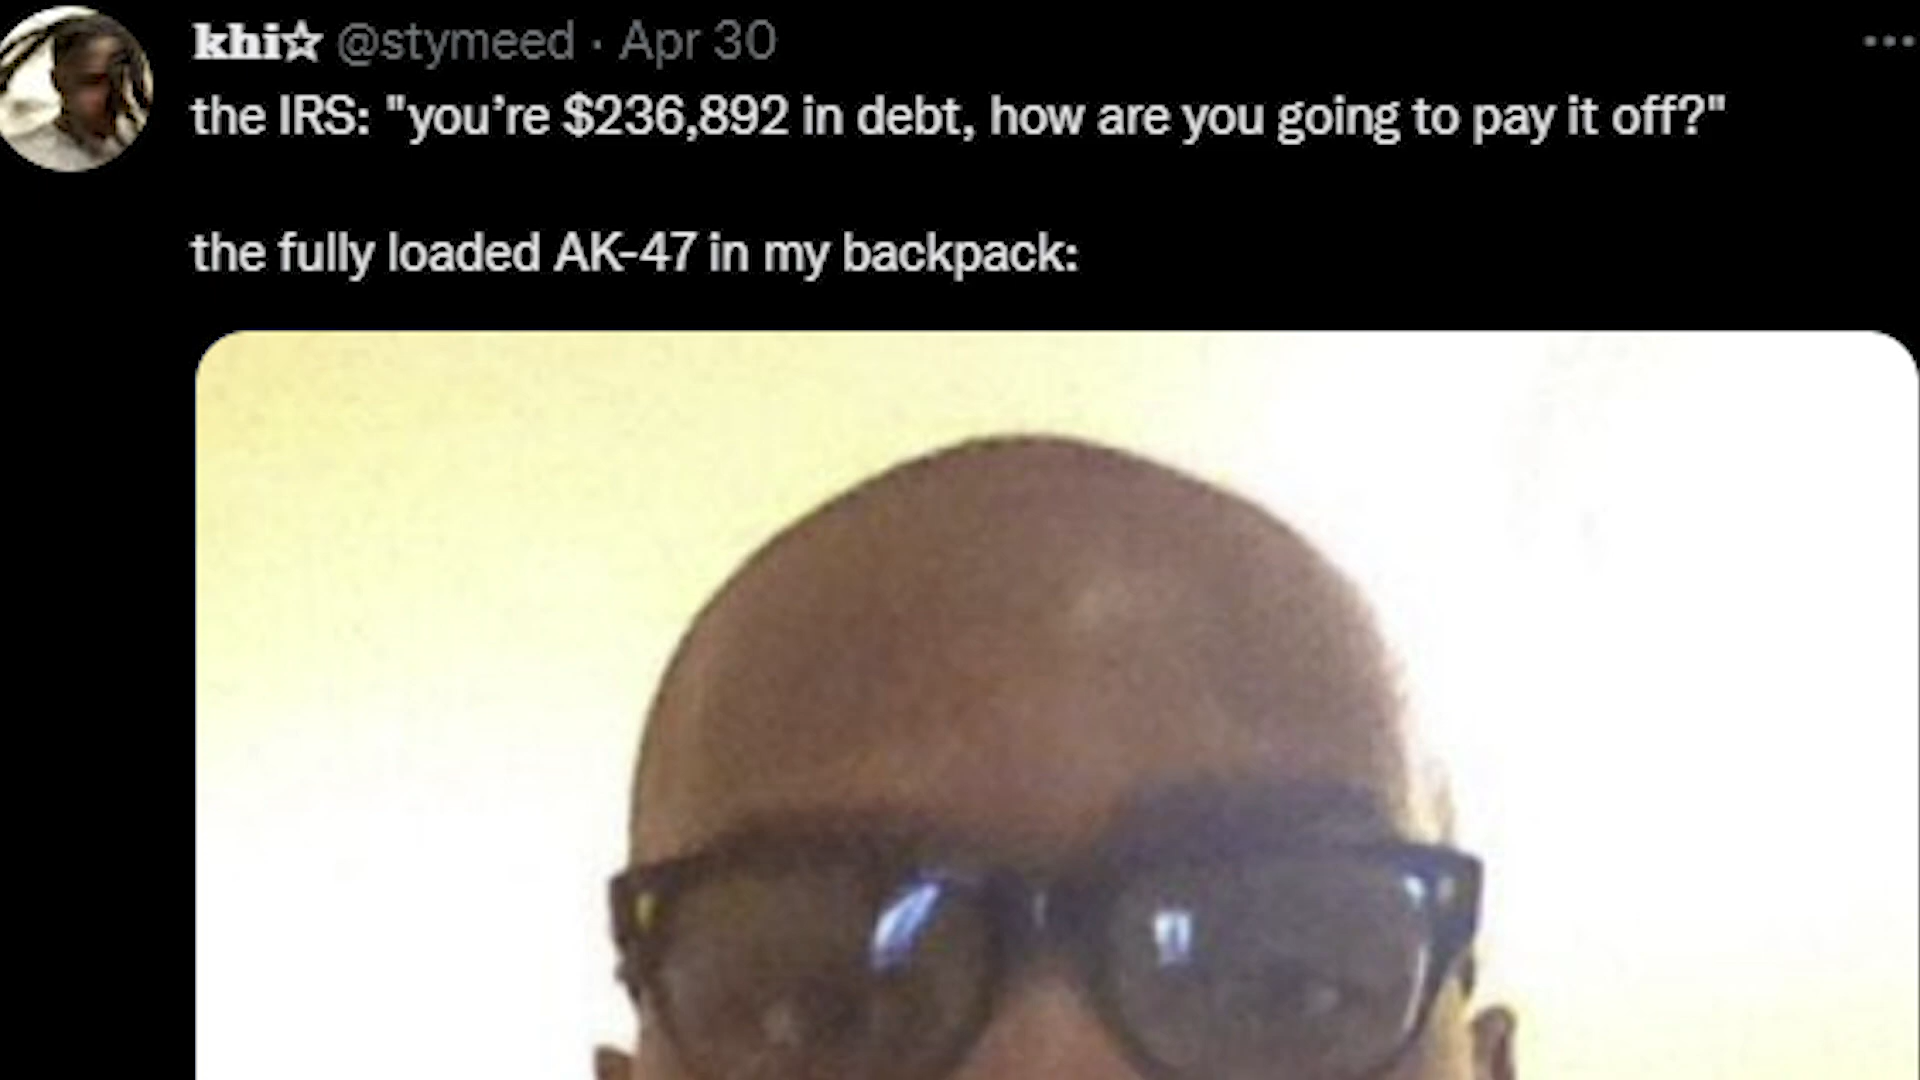 khi☆ @stymeed · Apr 30
the IRS: "you’re $236,892 in debt, how are you going to pay it off?"
the fully loaded AK-47 in my backpack: